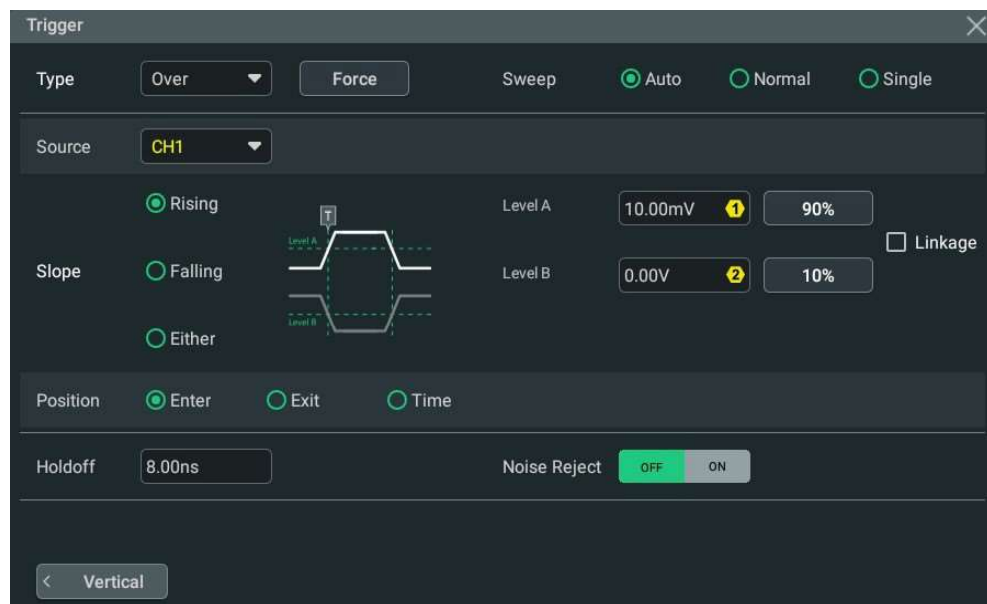 Trigger
Type Over Force Sweep Auto Normal Single
Source CH1
Rising
T
Level A 10.00mV 1 90%
Level A
Linkage
Slope Falling
Level B 0.00V 2 10%
Level B
Either
Position Enter Exit Time
Holdoff 8.00ns Noise Reject OFF ON
< Vertical